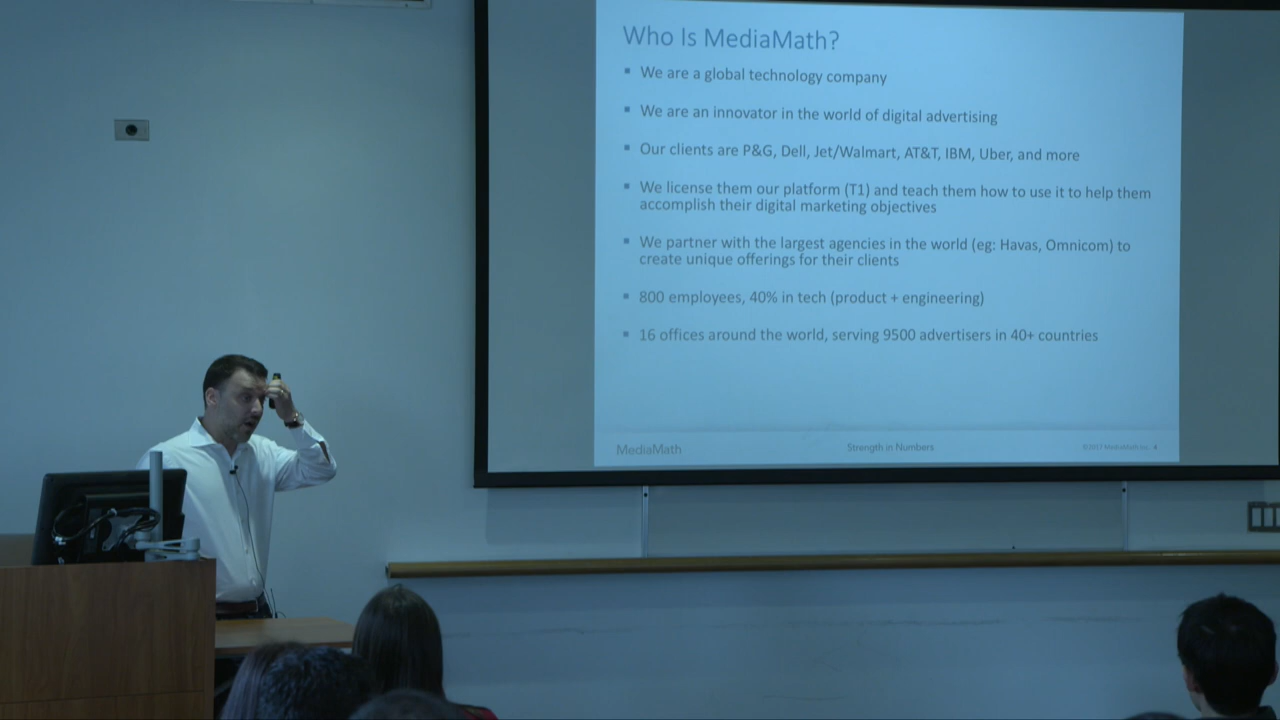 Who Is MediaMath?
We are a global technology company
We are an innovator in the world of digital advertising
Our clients are P&G, Dell, Jet/Walmart, AT&T, IBM, Uber, and more
We license them our platform (T1) and teach them how to use it to help them
accomplish their digital marketing objectives
We partner with the largest agencies in the world (eg: Havas, Omnicom) to
create unique offerings for their clients
800 employees, 40% in tech (product + engineering)
16 offices around the world, serving 9500 advertisers in 40+ countries
MediaMath Strength in Numbers ©2017 MediaMath Inc. 4